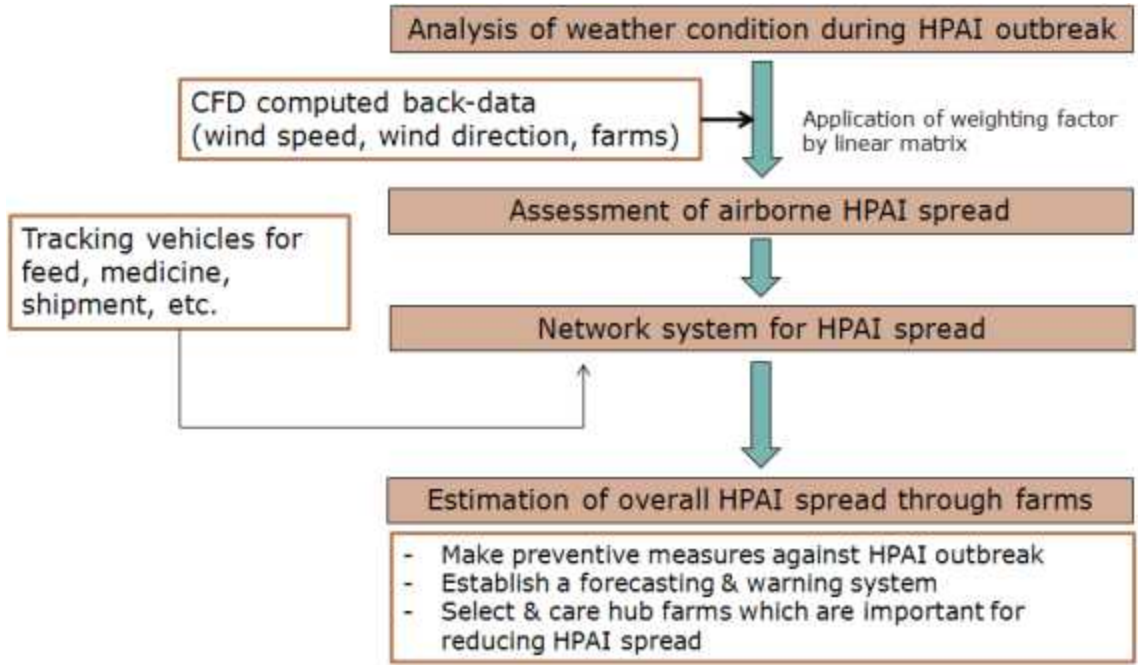 Analysis of weather condition during HPAI outbreak
CFD computed back-data
(wind speed, wind direction, farms)
Application of weighting factor
by linear matrix
Assessment of airborne HPAI spread
Tracking vehicles for
feed, medicine,
shipment, etc.
Network system for HPAI spread
Estimation of overall HPAI spread through farms
- Make preventive measures against HPAI outbreak
- Establish a forecasting & warning system
- Select & care hub farms which are important for
reducing HPAI spread